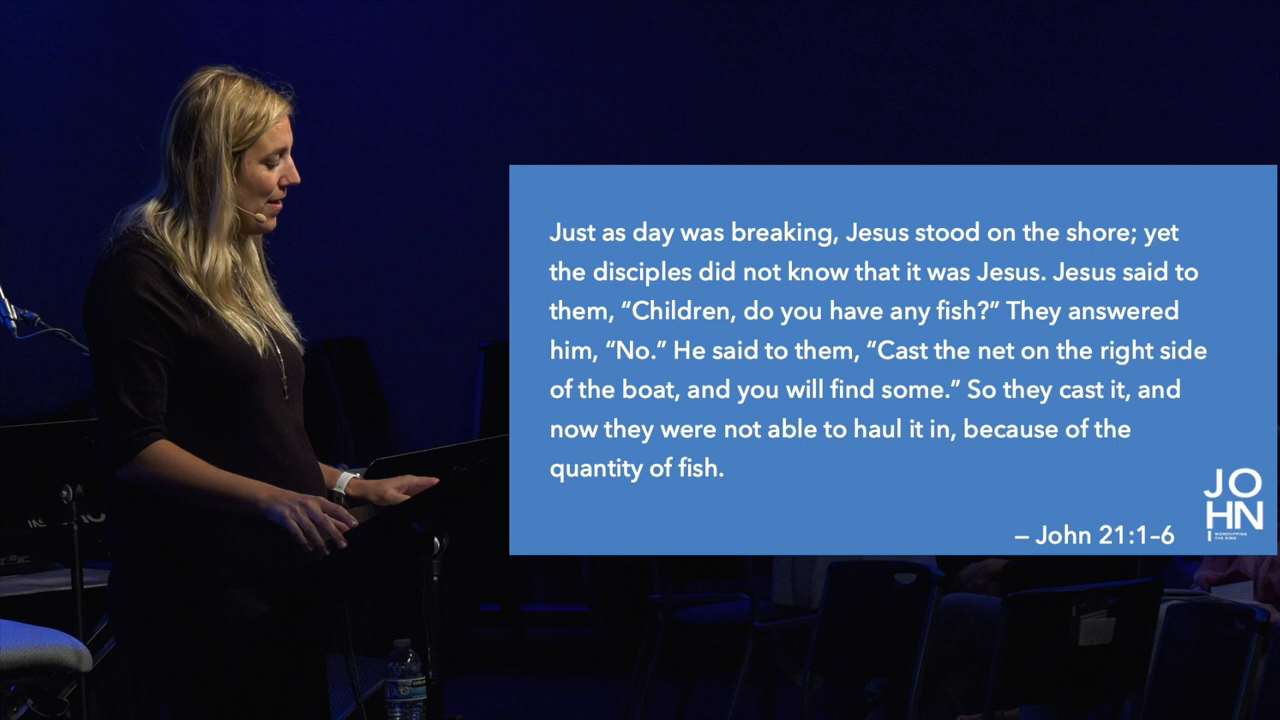 Just as day was breaking, Jesus stood on the shore; yet
the disciples did not know that it was Jesus. Jesus said to
them, “Children, do you have any fish?” They answered
him, “No.” He said to them, “Cast the net on the right side
of the boat, and you will find some.” So they cast it, and
now they were not able to haul it in, because of the
quantity of fish.
– John 21:1-6
JO
HN
WORSHIPPING
THE KING